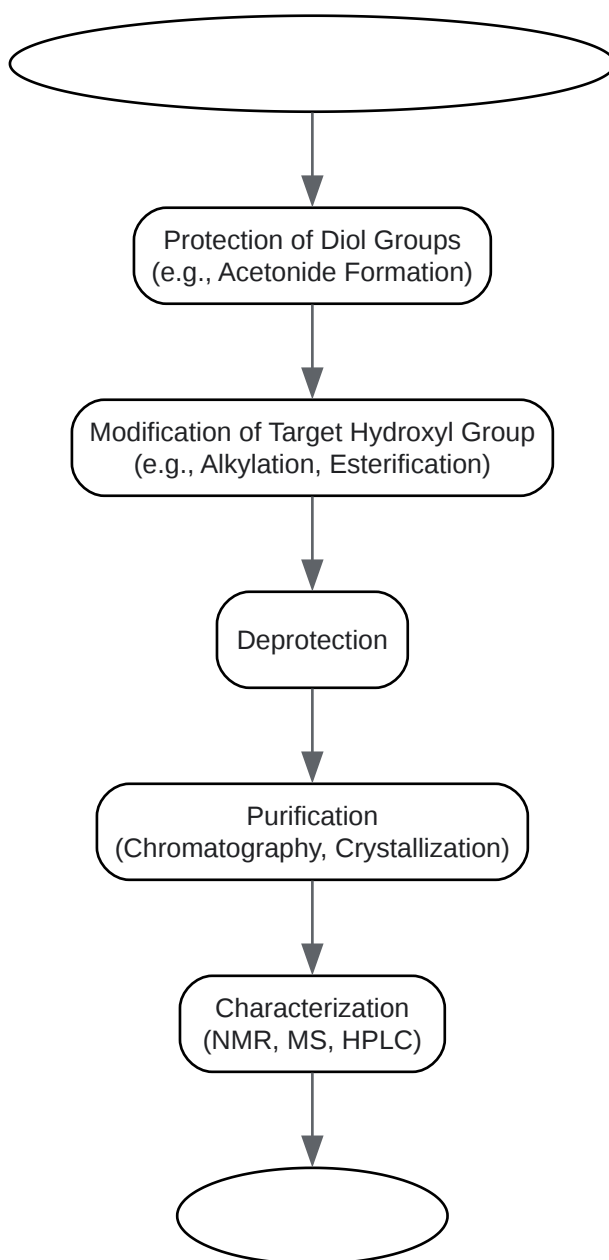 Protection of Diol Groups
(e.g., Acetonide Formation)
Modification of Target Hydroxyl Group
(e.g., Alkylation, Esterification)
Deprotection
Purification
(Chromatography, Crystallization)
Characterization
(NMR, MS, HPLC)